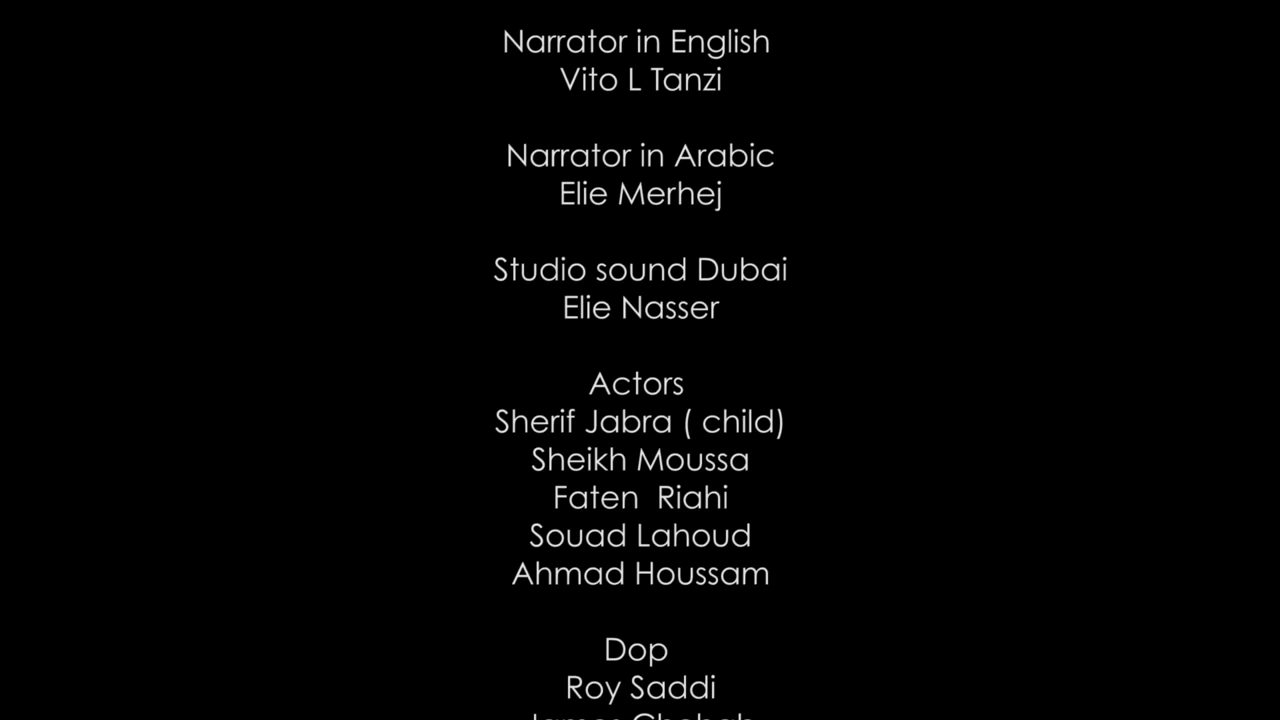 Narrator in English
Vito L Tanzi
Narrator in Arabic
Elie Merhej
Studio sound Dubai
Elie Nasser
Actors
Sherif Jabra ( child)
Sheikh Moussa
Faten  Riahi
Souad Lahoud
Ahmad Houssam
Dop
Roy Saddi